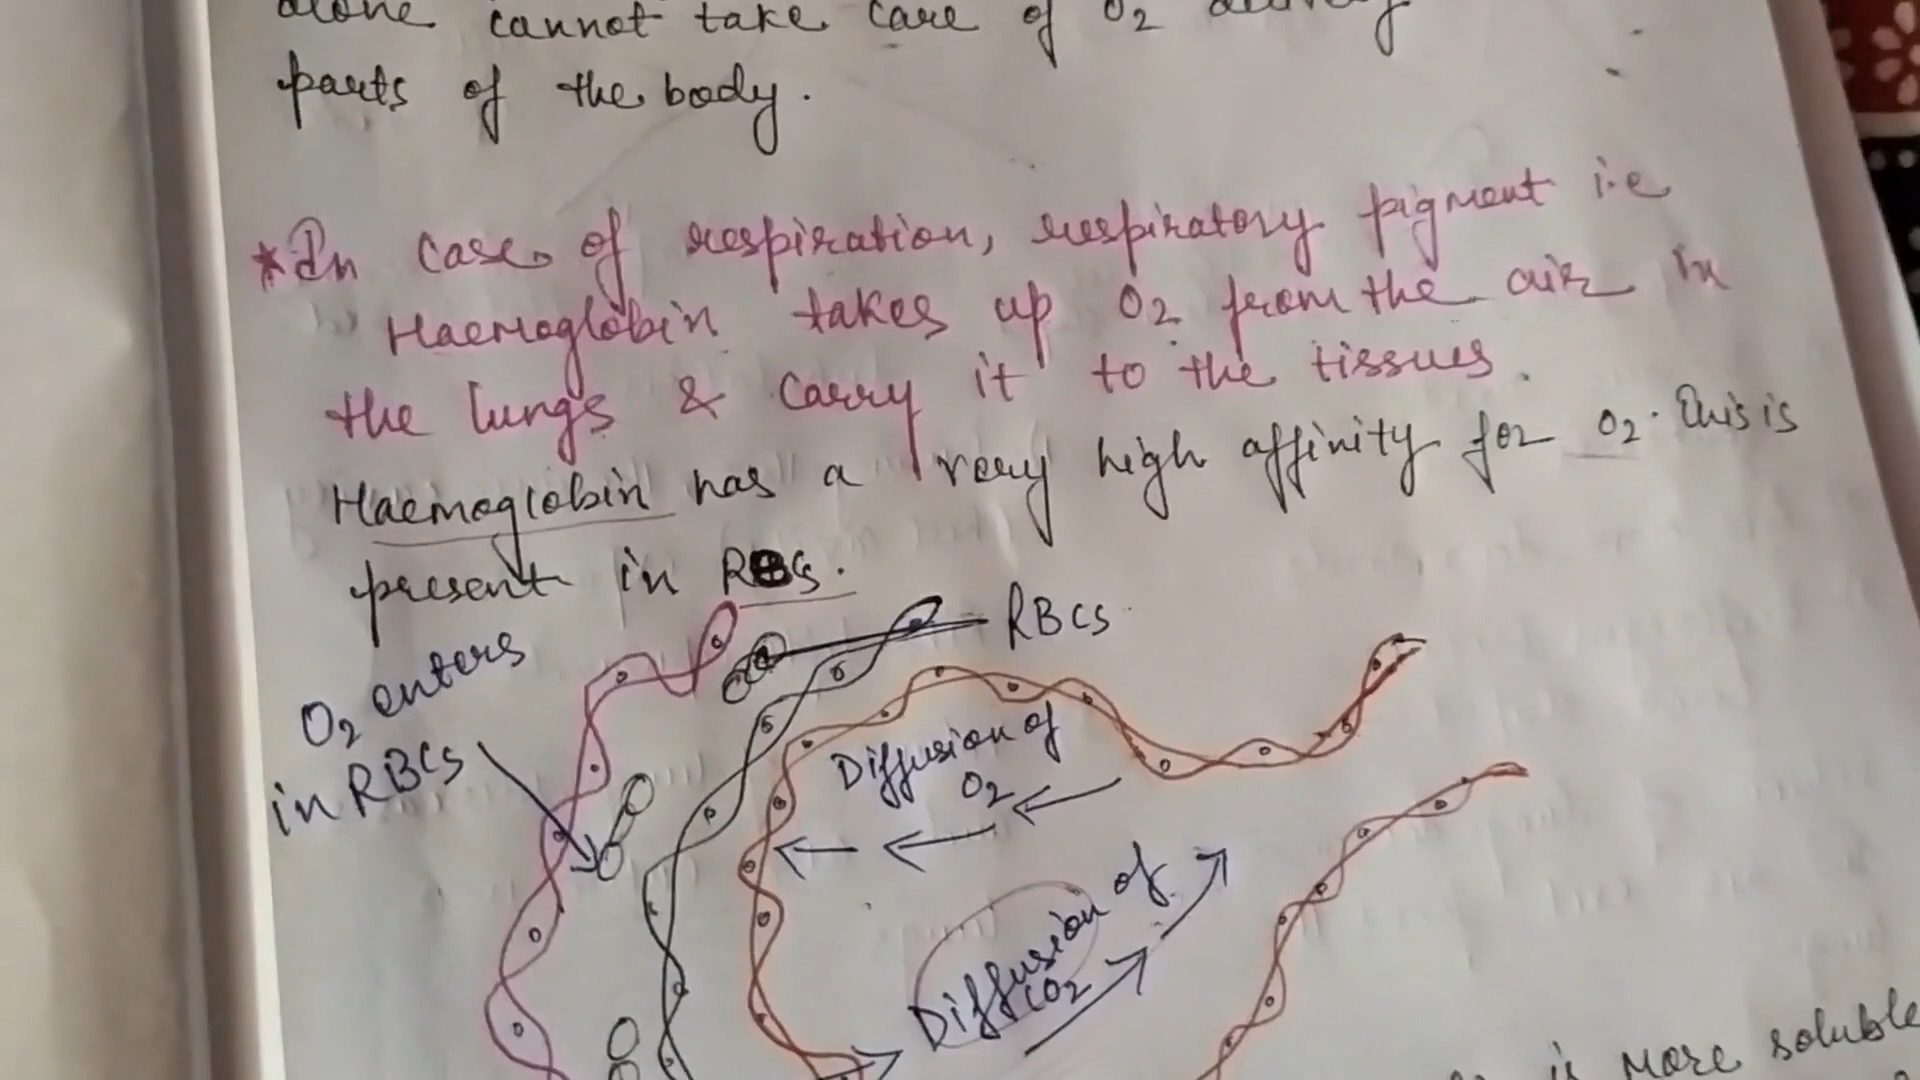 alone cannot take care of O2 delivery
parts of the body.
*In case of respiration, respiratory pigment i.e
Haemoglobin takes up O2 from the air in
the lungs & carry it to the tissues.
Haemoglobin has a very high affinity for O2. This is
present in RBCs.
RBCs
O2 enters
in RBCs
Diffusion of
O2
Diffusion of
CO2
is more soluble